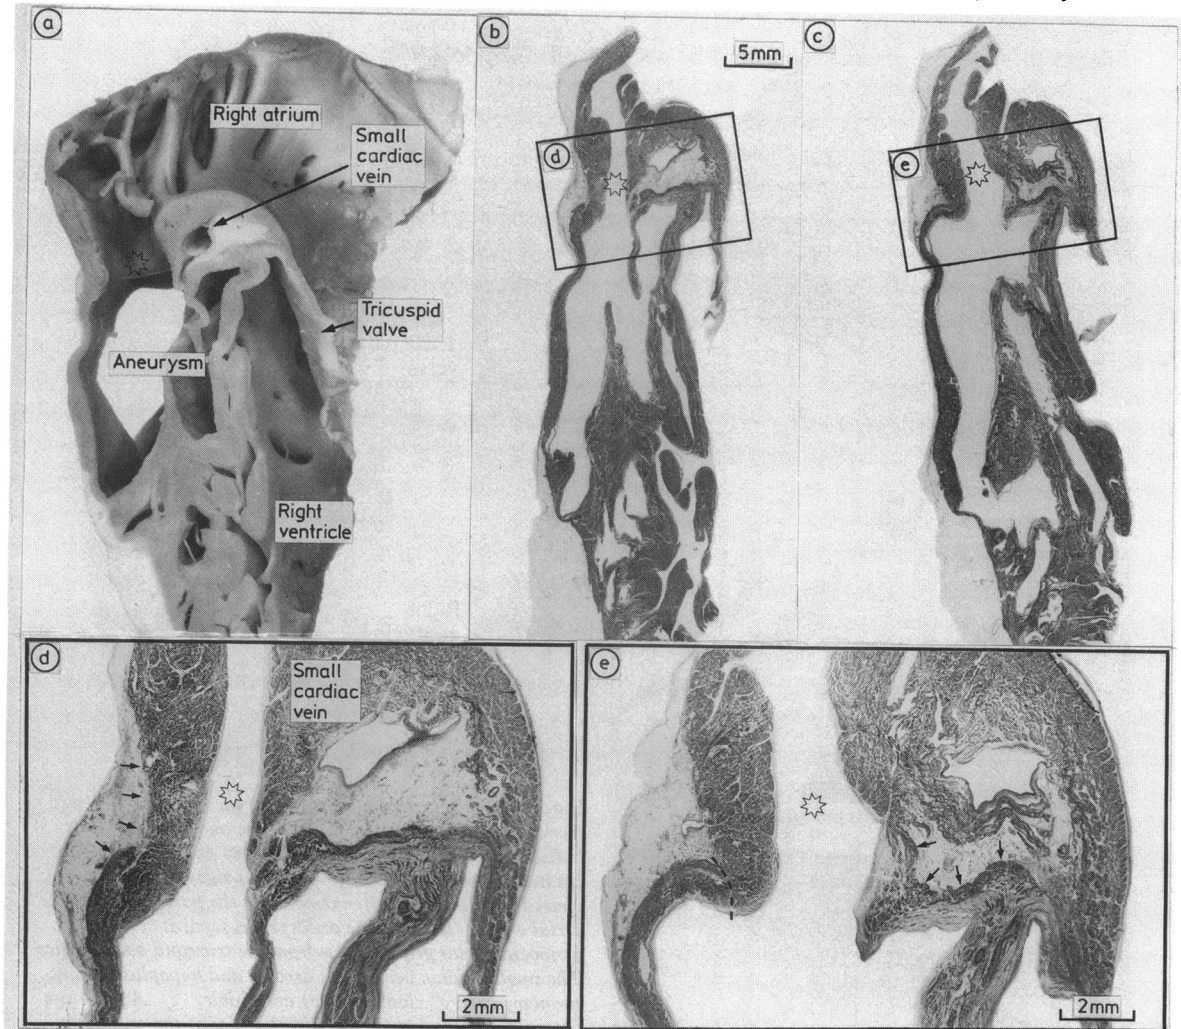 a
Right atrium
Small
cardiac
vein
Tricuspid
valve
Aneurysm
Right
ventricle
b
5mm
d
c
e
d
Small
cardiac
vein
2mm
e
2mm